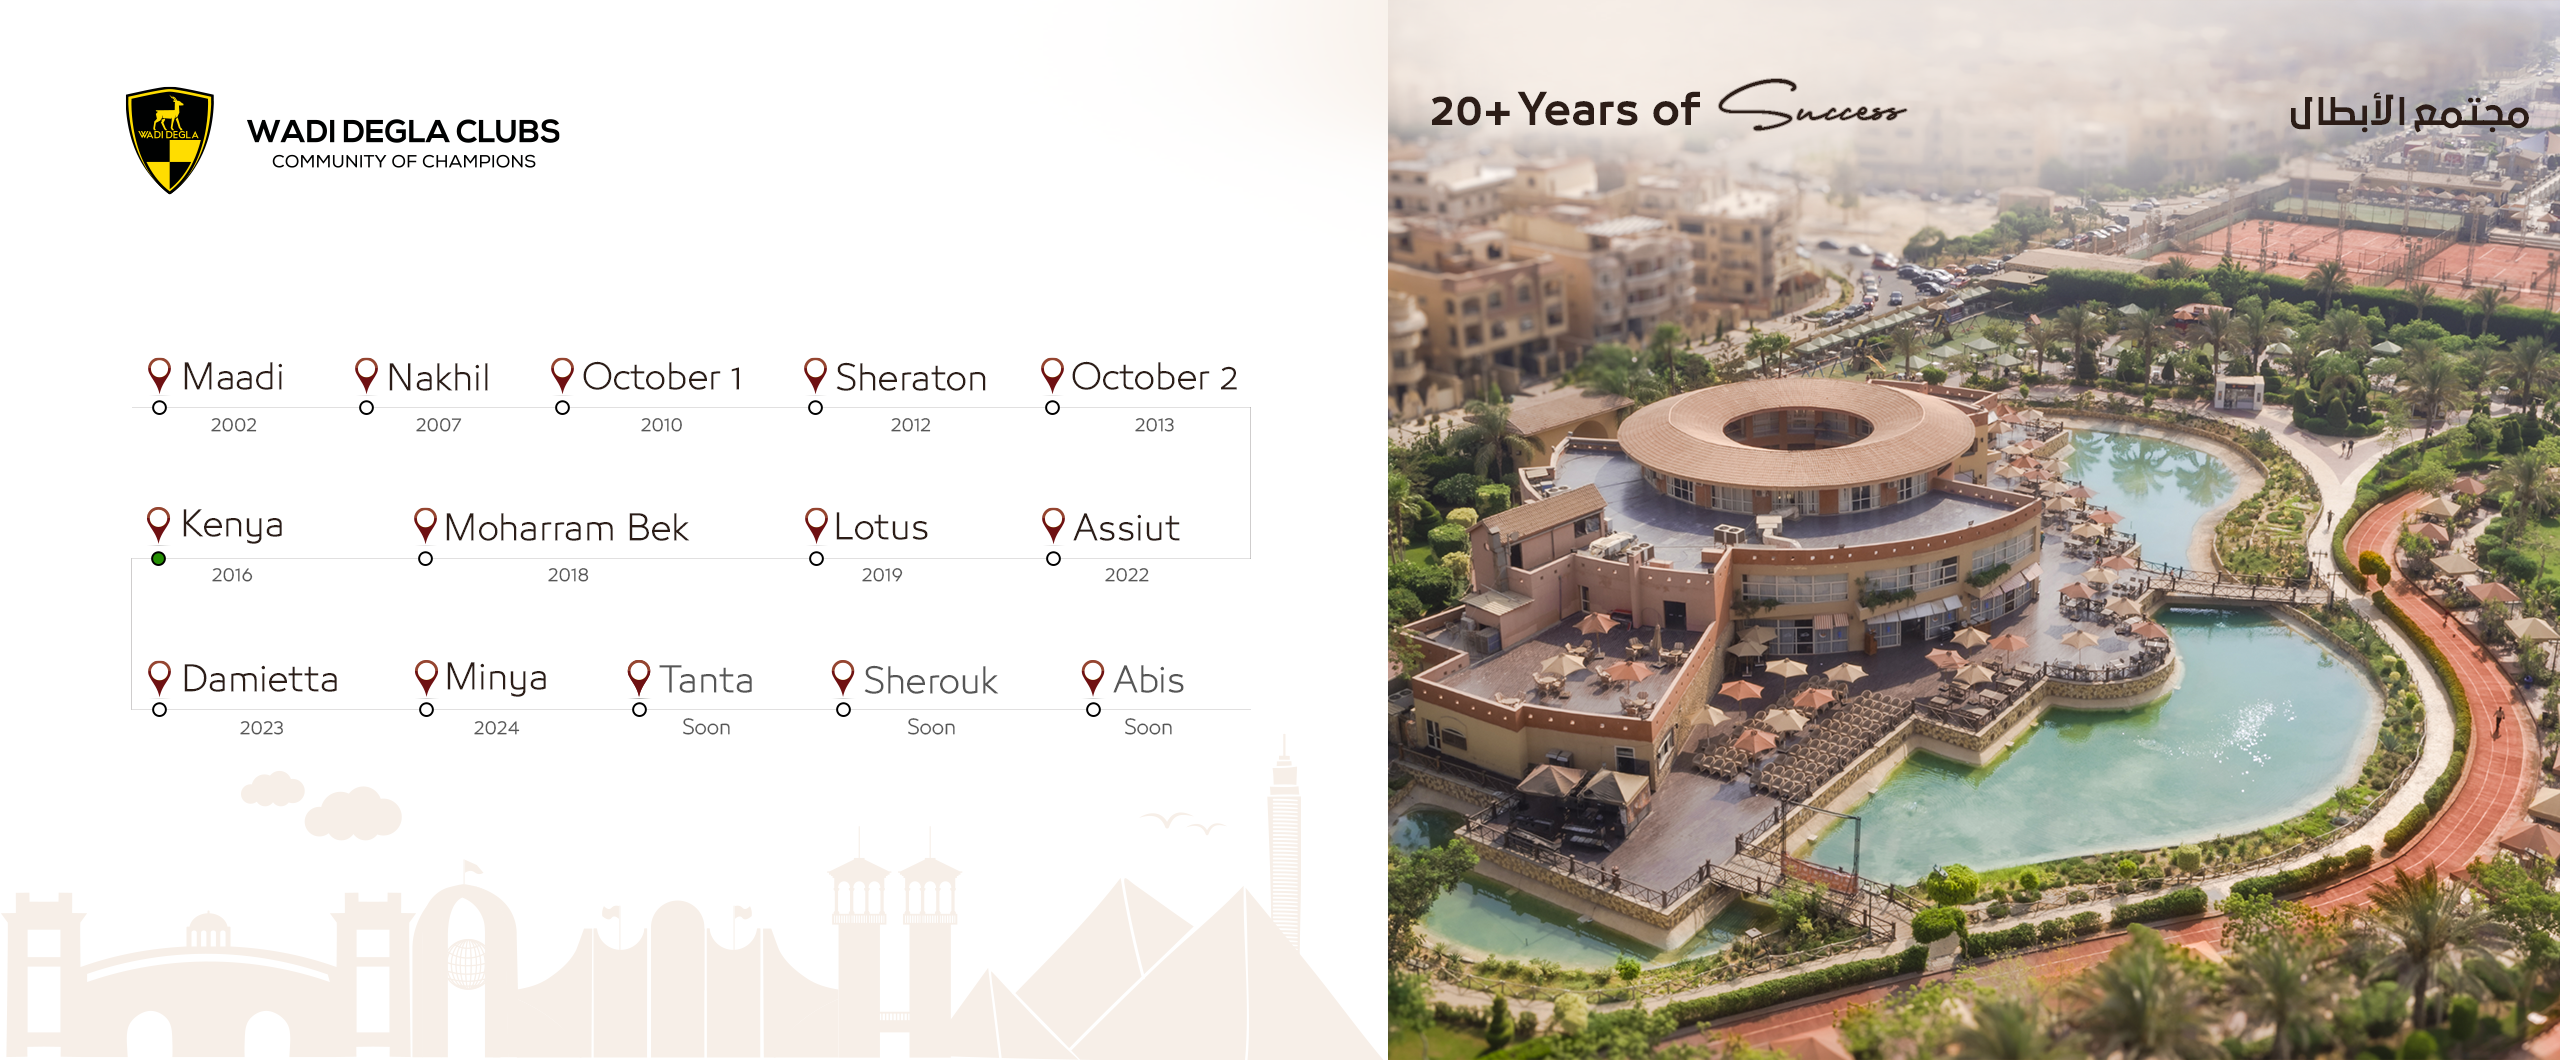 WADI DEGLA
WADI DEGLA CLUBS
COMMUNITY OF CHAMPIONS
20+ Years of Success
مجتمع الأبطال
Maadi
2002
Nakhil
2007
October 1
2010
Sheraton
2012
October 2
2013
Kenya
2016
Moharram Bek
2018
Lotus
2019
Assiut
2022
Damietta
2023
Minya
2024
Tanta
Soon
Sherouk
Soon
Abis
Soon